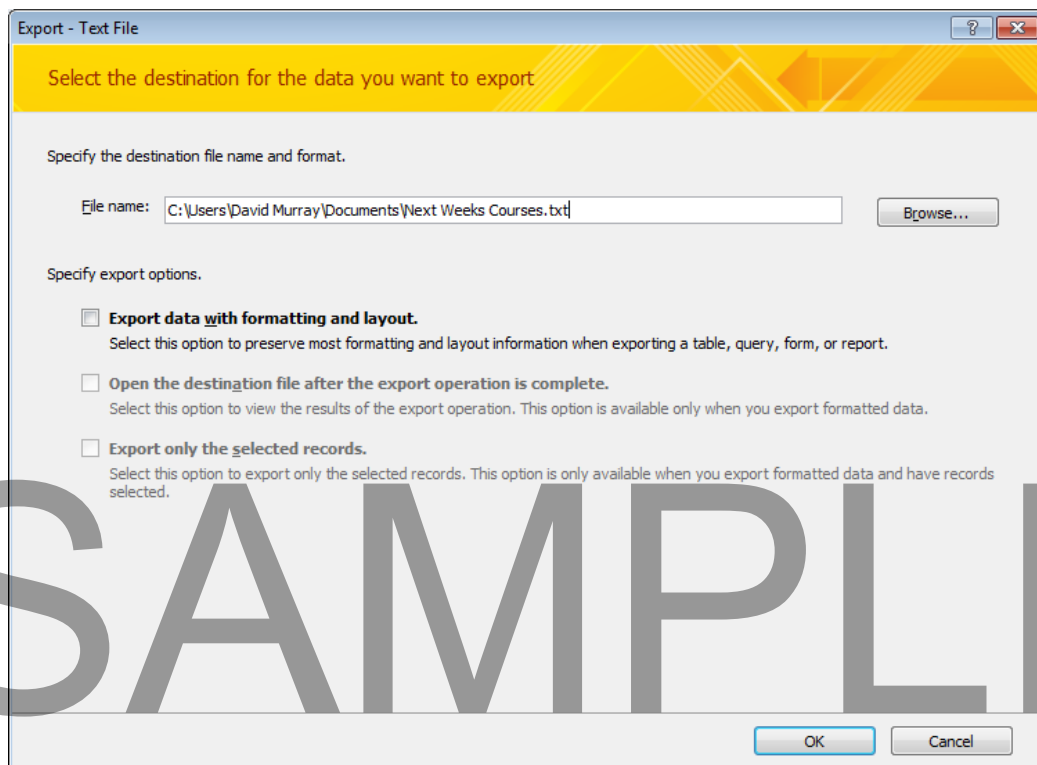 Export - Text File
Select the destination for the data you want to export
Specify the destination file name and format.
File name: C:\Users\David Murray\Documents\Next Weeks Courses.txt Browse...
Specify export options.
Export data with formatting and layout.
Select this option to preserve most formatting and layout information when exporting a table, query, form, or report.
Open the destination file after the export operation is complete.
Select this option to view the results of the export operation. This option is available only when you export formatted data.
Export only the selected records.
Select this option to export only the selected records. This option is only available when you export formatted data and have records
selected.
SAMPL
OK Cancel